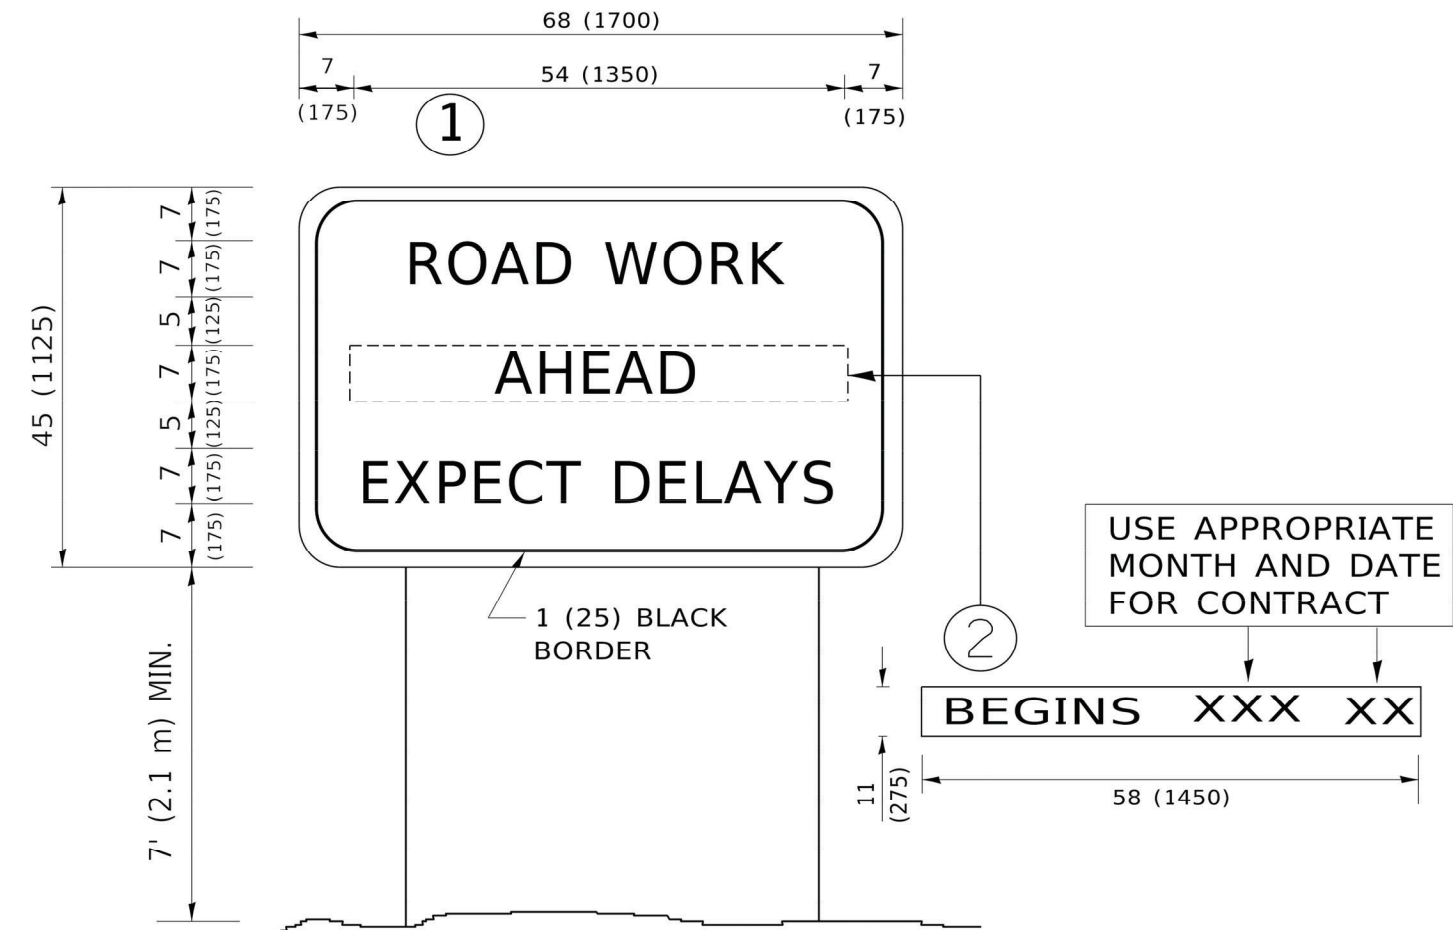 68 (1700)
7
54 (1350)
7
(175)
(175)
1
7
(175)
7
(175)
5
(125)
7
(175)
5
(125)
7
(175)
7
(175)
45 (1125)
ROAD WORK
AHEAD
EXPECT DELAYS
1 (25) BLACK
BORDER
7' (2.1 m) MIN.
USE APPROPRIATE
MONTH AND DATE
FOR CONTRACT
2
BEGINS XXX XX
11
(275)
58 (1450)